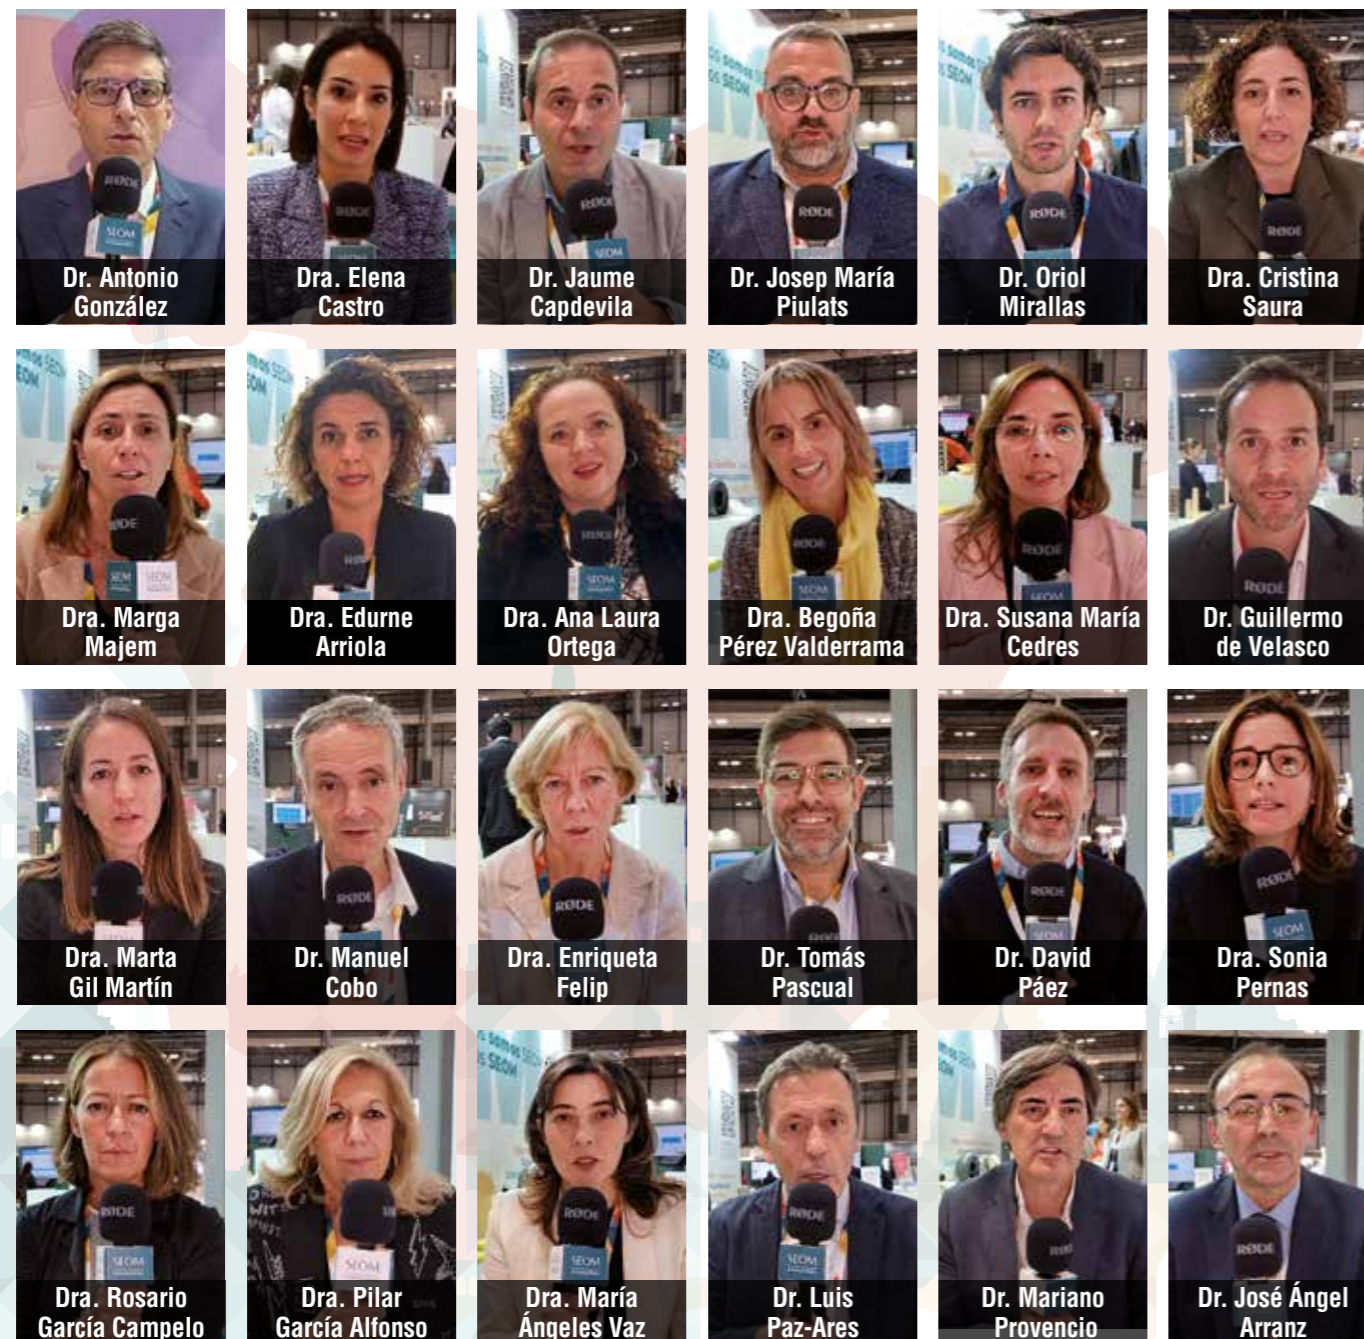 Dr. Antonio
González
Dra. Elena
Castro
Dr. Jaume
Capdevila
Dr. Josep María
Piulats
Dr. Oriol
Mirallas
Dra. Cristina
Saura
Dra. Marga
Majem
Dra. Edurne
Arriola
Dra. Ana Laura
Ortega
Dra. Begoña
Pérez Valderrama
Dra. Susana María
Cedres
Dr. Guillermo
de Velasco
Dra. Marta
Gil Martín
Dr. Manuel
Cobo
Dra. Enriqueta
Felip
Dr. Tomás
Pascual
Dr. David
Páez
Dra. Sonia
Pernas
Dra. Rosario
García Campelo
Dra. Pilar
García Alfonso
Dra. María
Ángeles Vaz
Dr. Luis
Paz-Ares
Dr. Mariano
Provencio
Dr. José Ángel
Arranz